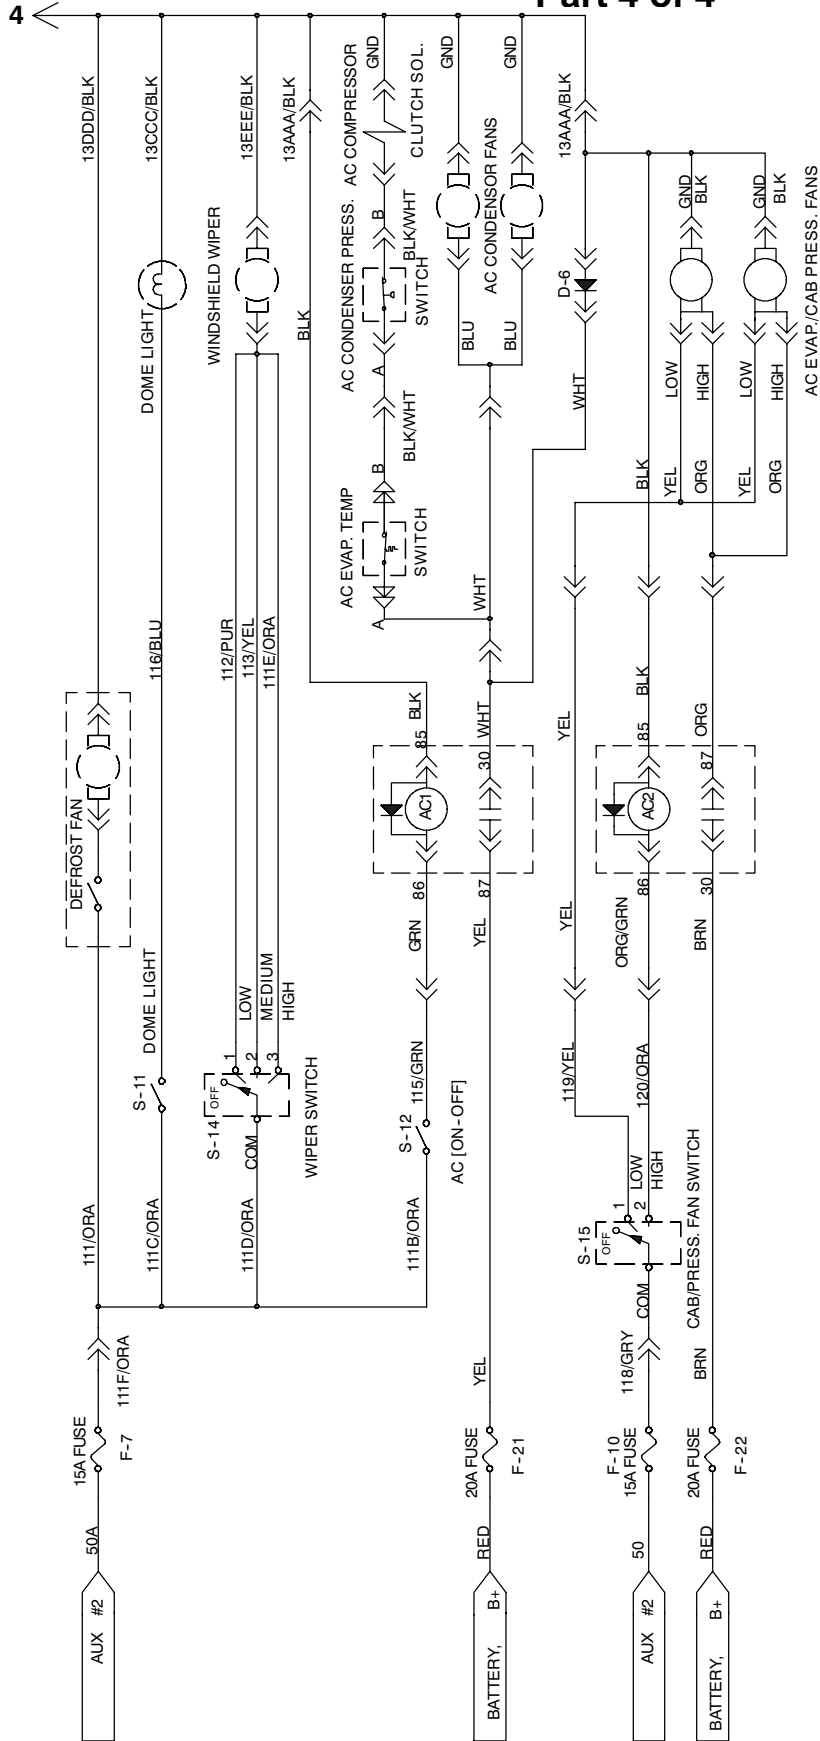 Part 4 of 4
4
13DDD/BLK
13CCC/BLK
13EEE/BLK
13AAA/BLK
GND
AC COMPRESSOR
CLUTCH SOL.
GND
GND
13AAA/BLK
GND
BLK
GND
BLK
AC EVAP./CAB PRESS. FANS
DOME LIGHT
WINDSHIELD WIPER
BLK
AC CONDENSER PRESS.
SWITCH
B
BLK/WHT
A
AC CONDENSOR FANS
BLU
BLU
D-6
WHT
LOW
HIGH
LOW
HIGH
YEL
ORG
YEL
ORG
BLK
B
BLK/WHT
AC EVAP. TEMP
SWITCH
A
WHT
116/BLU
112/PUR
113/YEL
111E/ORA
BLK
85
WHT
30
YEL
BLK
85
ORG
87
DEFROST FAN
AC1
AC2
86
GRN
87
YEL
YEL
86
ORG/GRN
30
BRN
DOME LIGHT
S-11
LOW
MEDIUM
HIGH
1
2
3
S-14
OFF
COM
WIPER SWITCH
115/GRN
S-12
AC [ON-OFF]
119/YEL
120/ORA
LOW
HIGH
1
2
S-15
OFF
COM
CAB/PRESS. FAN SWITCH
111/ORA
111C/ORA
111D/ORA
111B/ORA
111F/ORA
YEL
118/GRY
BRN
15A FUSE
F-7
20A FUSE
F-21
F-10
15A FUSE
20A FUSE
F-22
50A
RED
50
RED
AUX #2
BATTERY, B+
AUX #2
BATTERY, B+